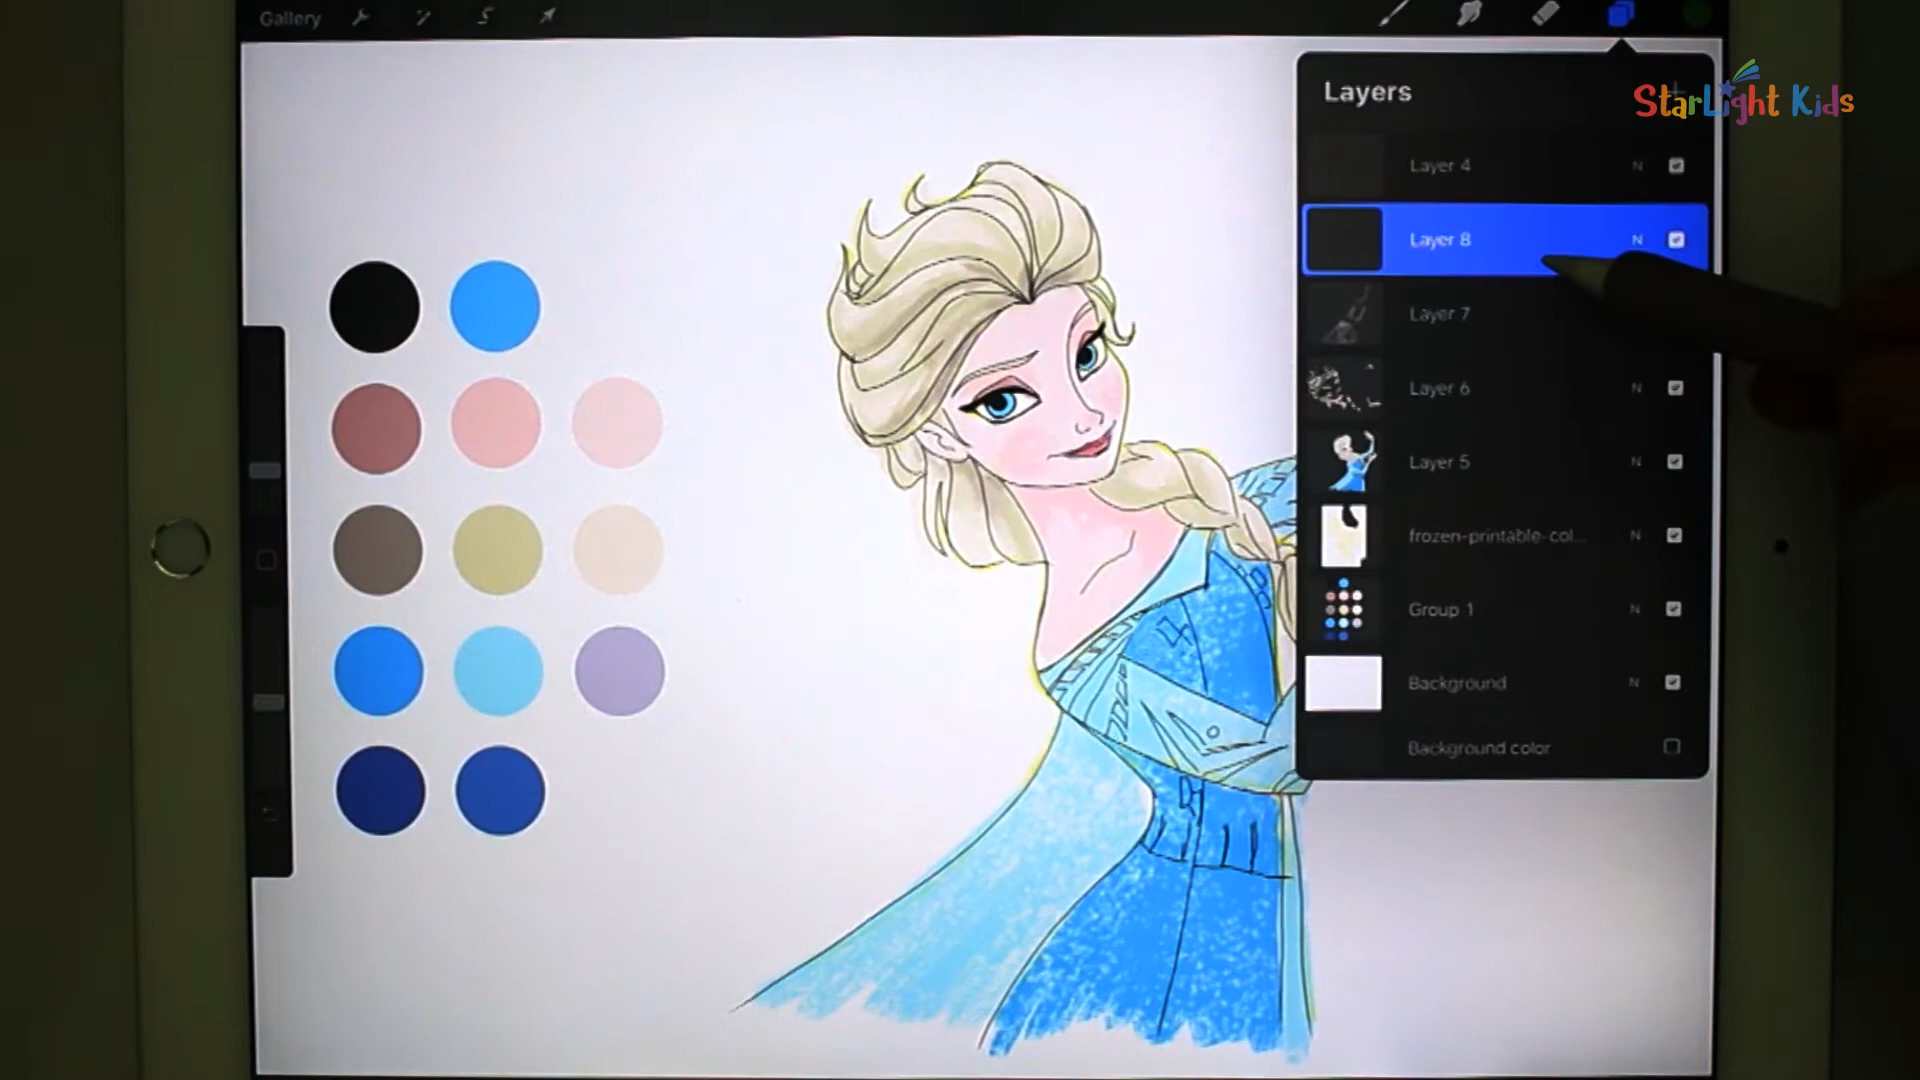 Gallery
Layers
StarLight Kids
Layer 4 N
Layer 8 N
Layer 7
Layer 6 N
Layer 5 N
frozen-printable-col... N
Group 1 N
Background N
Background color